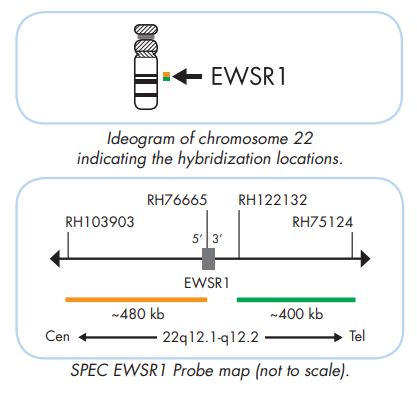 EWSR1
Ideogram of chromosome 22
indicating the hybridization locations.
RH76665 RH122132
RH103903 RH75124
5’ 3’
EWSR1
~480 kb ~400 kb
Cen 22q12.1-q12.2 Tel
SPEC EWSR1 Probe map (not to scale).